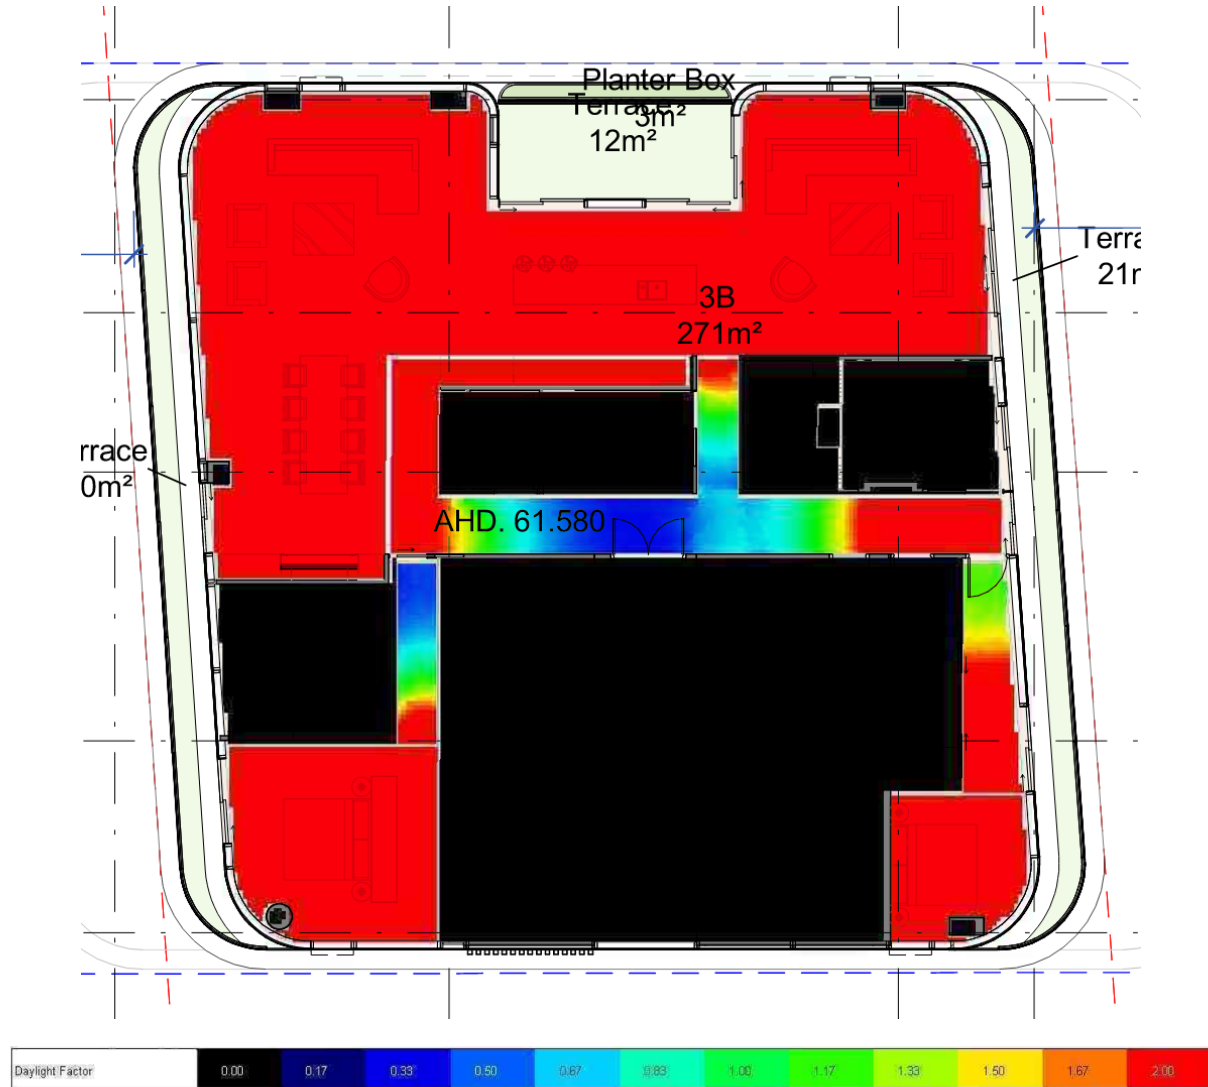 Planter Box
Terrace
3m²
12m²
Terra
21m
3B
271m²
rrace
0m²
AHD. 61.580
Daylight Factor 0.00 0.17 0.33 0.50 0.67 0.83 1.00 1.17 1.33 1.50 1.67 2.00